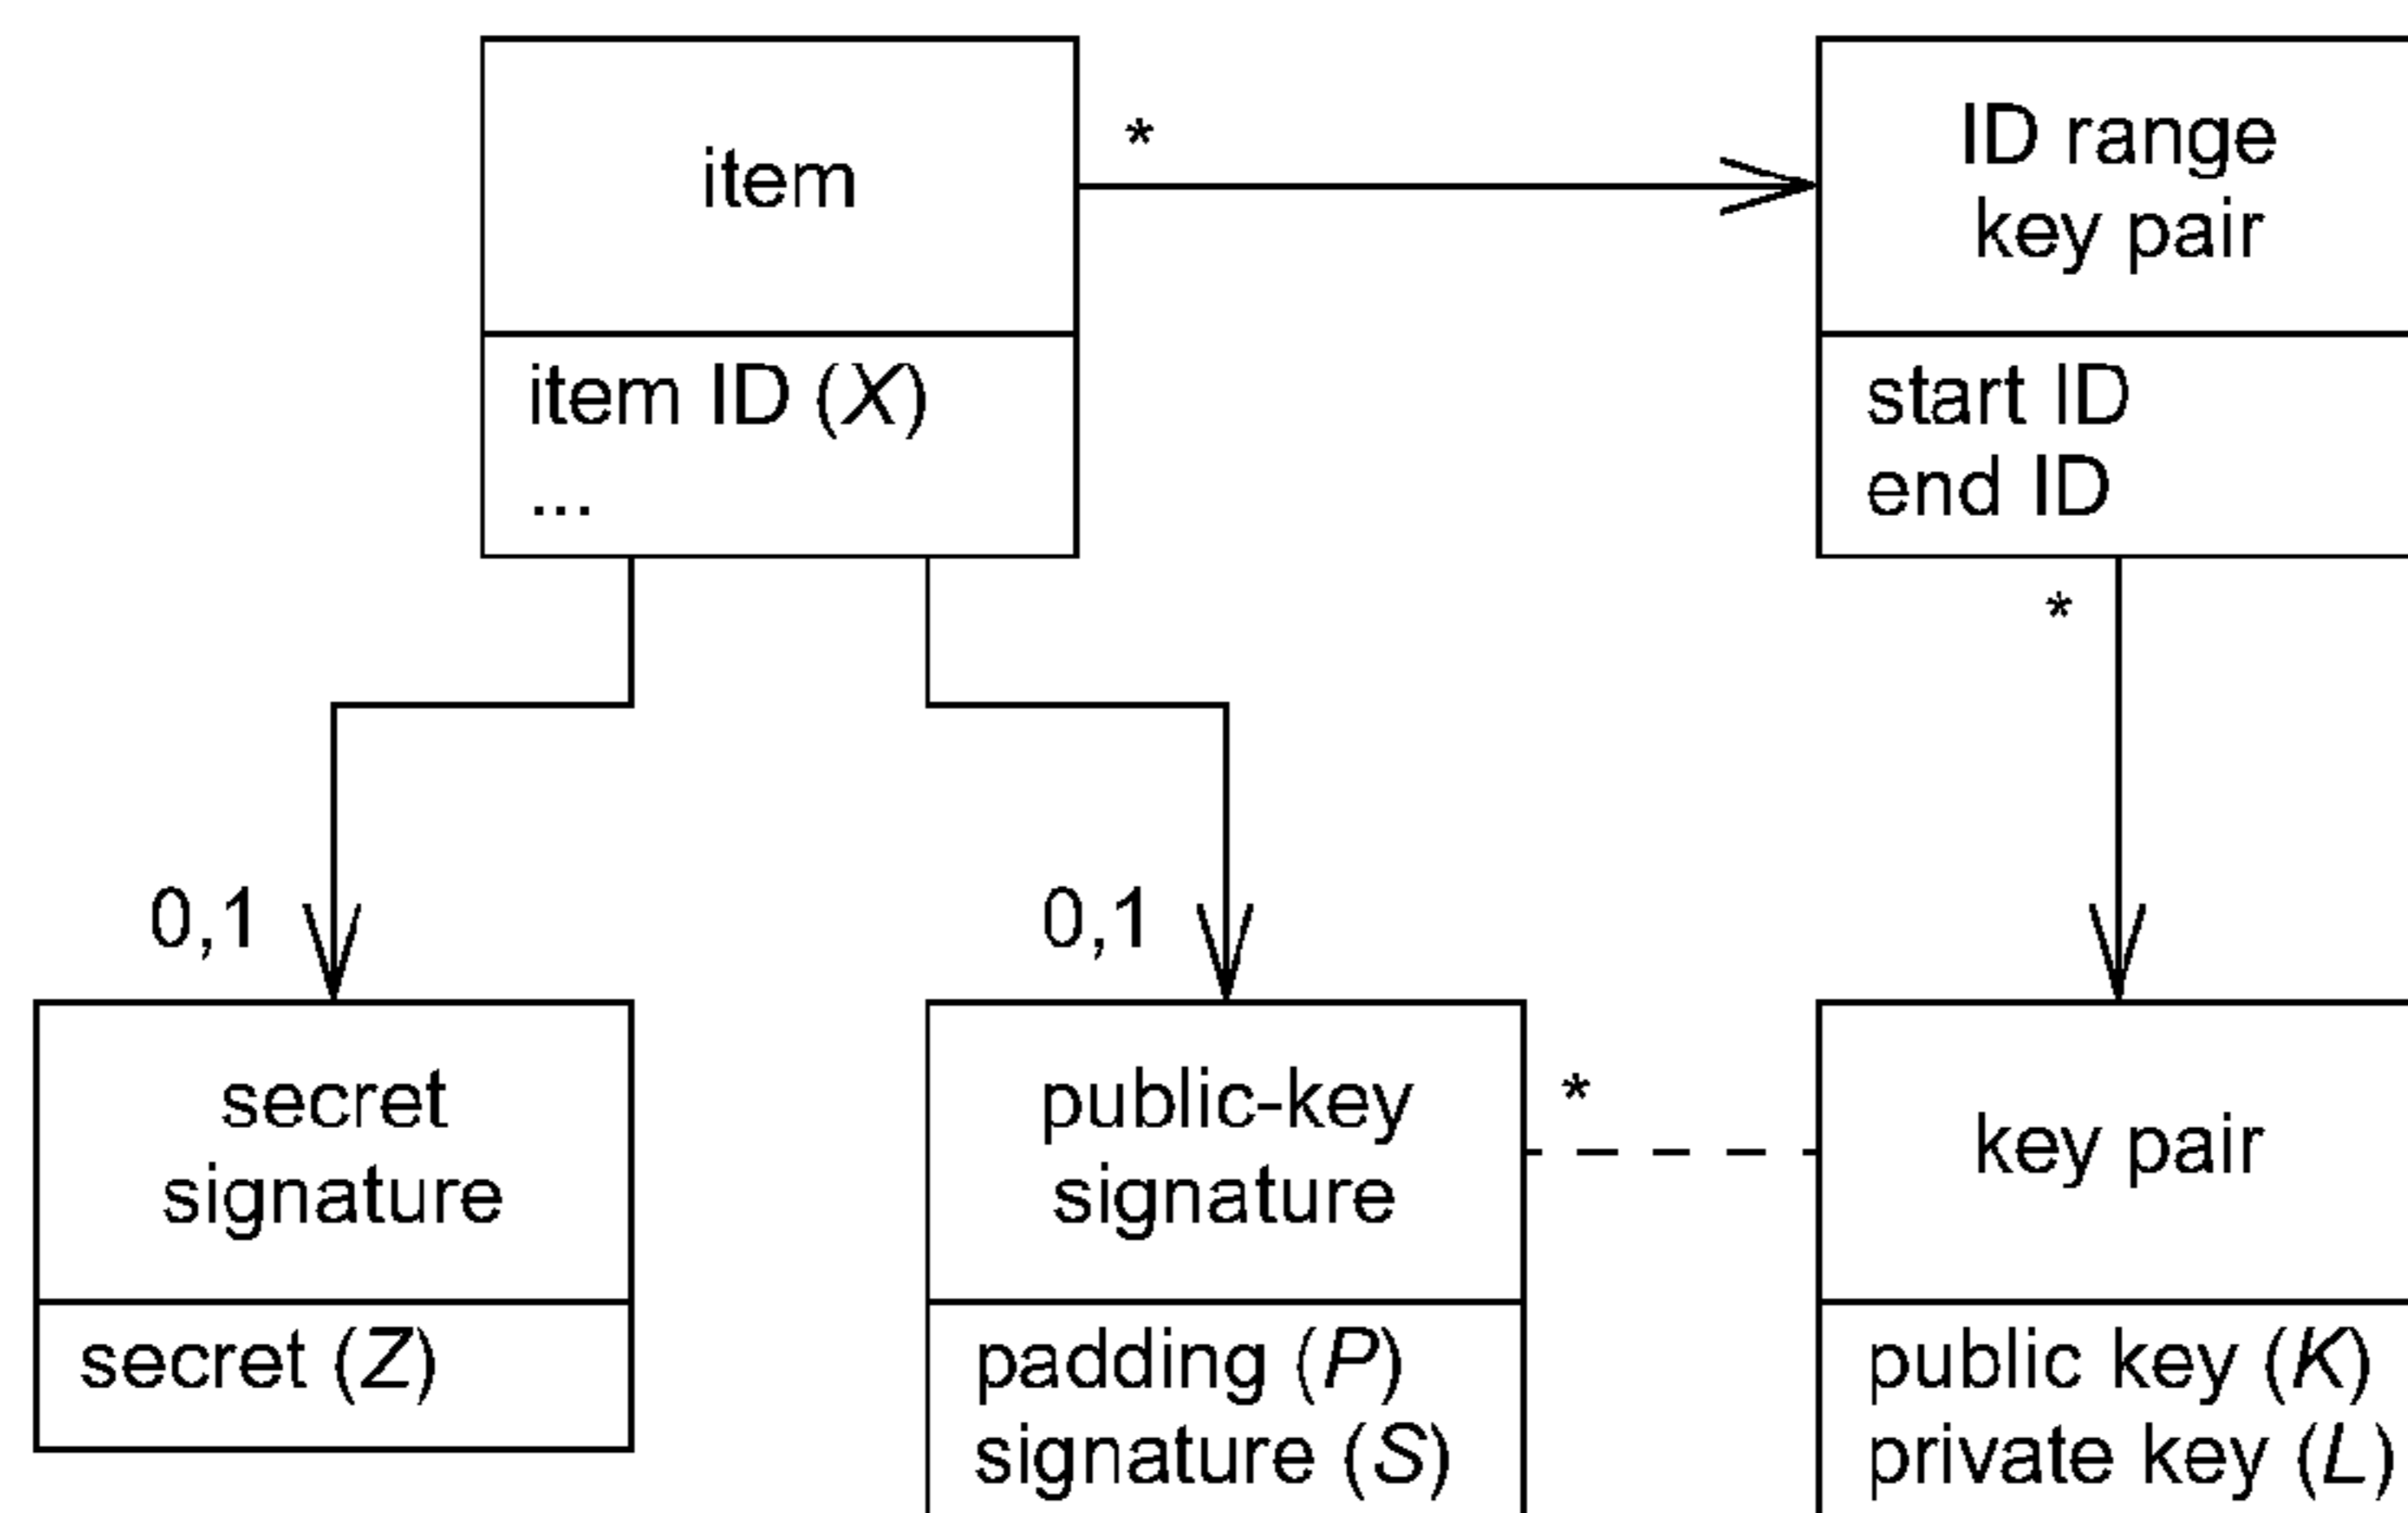 item
*
ID range
key pair
item ID (X)
...
start ID
end ID
*
0,1
0,1
secret
signature
public-key
signature
*
key pair
secret (Z)
padding (P)
signature (S)
public key (K)
private key (L)